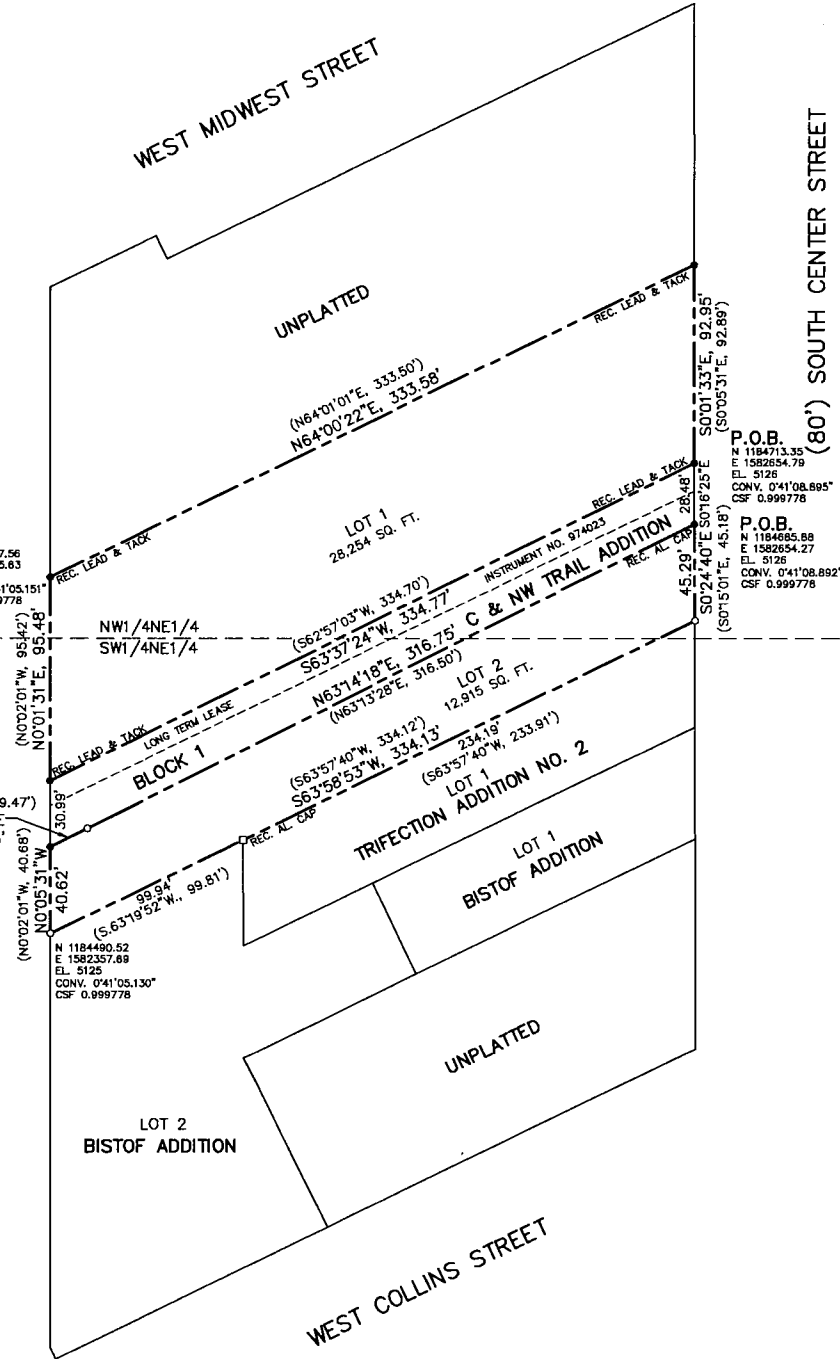 WEST MIDWEST STREET
(80') SOUTH CENTER STREET
UNPLATTED
REC. LEAD & TACK
(N64°01'01"E, 333.50')
N64°00'22"E, 333.58'
S0°01'33"E, 92.95'
(S0°05'31"E, 92.89')
P.O.B.
N 1184713.35
E 1582654.79
EL 5126
CONV. 0°41'08.895"
CSF 0.999778
REC. LEAD & TACK
28.48'
S0°16'25"E
LOT 1
28,254 SQ. FT.
INSTRUMENT NO. 974023
REC. AL. CAP
P.O.B.
N 1184685.88
E 1582654.27
EL 5126
CONV. 0°41'08.892"
CSF 0.999778
45.29'
S0°24'40"E
(S0°15'01"E, 45.18')
7.56
5.63
1'05.151"
9778
REC. LEAD & TACK
(N0°02'01"W, 95.42')
N0°01'31"E, 95.48'
NW1/4NE1/4
SW1/4NE1/4
(S62°57'03"W, 334.70')
S63°37'24"W, 334.77'
C & NW TRAIL ADDITION
N63°14'18"E, 316.75'
(N63°13'28"E, 316.50')
LOT 2
12,915 SQ. FT.
REC. LEAD & TACK
LONG TERM LEASE
BLOCK 1
(S63°57'40"W, 334.12')
S63°58'53"W, 334.13'
234.19'
(S63°57'40"W, 233.91')
9.47')
30.99'
(N0°02'01"W, 40.68')
N0°05'31"W
40.62'
REC. AL. CAP
99.94'
(S.63°19'52"W., 99.81')
LOT 1
TRIFECTION ADDITION NO. 2
LOT 1
BISTOF ADDITION
N 1184490.52
E 1582357.69
EL 5125
CONV. 0°41'05.130"
CSF 0.999778
UNPLATTED
LOT 2
BISTOF ADDITION
WEST COLLINS STREET